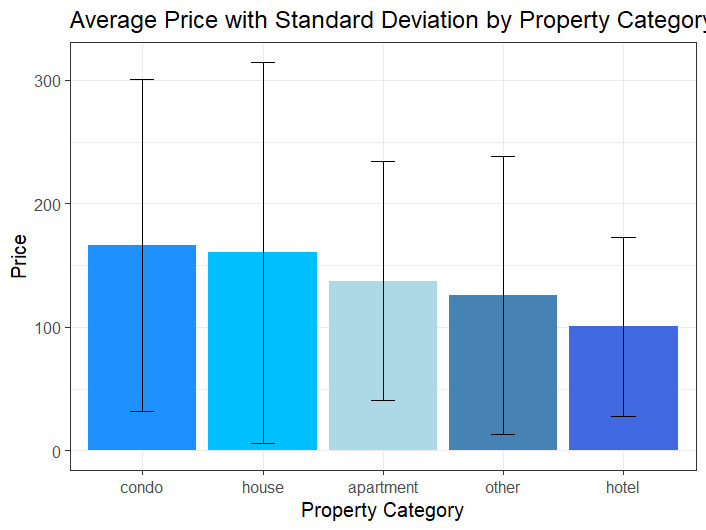 Average Price with Standard Deviation by Property Category
Price
300
200
100
0
condo house apartment other hotel
Property Category